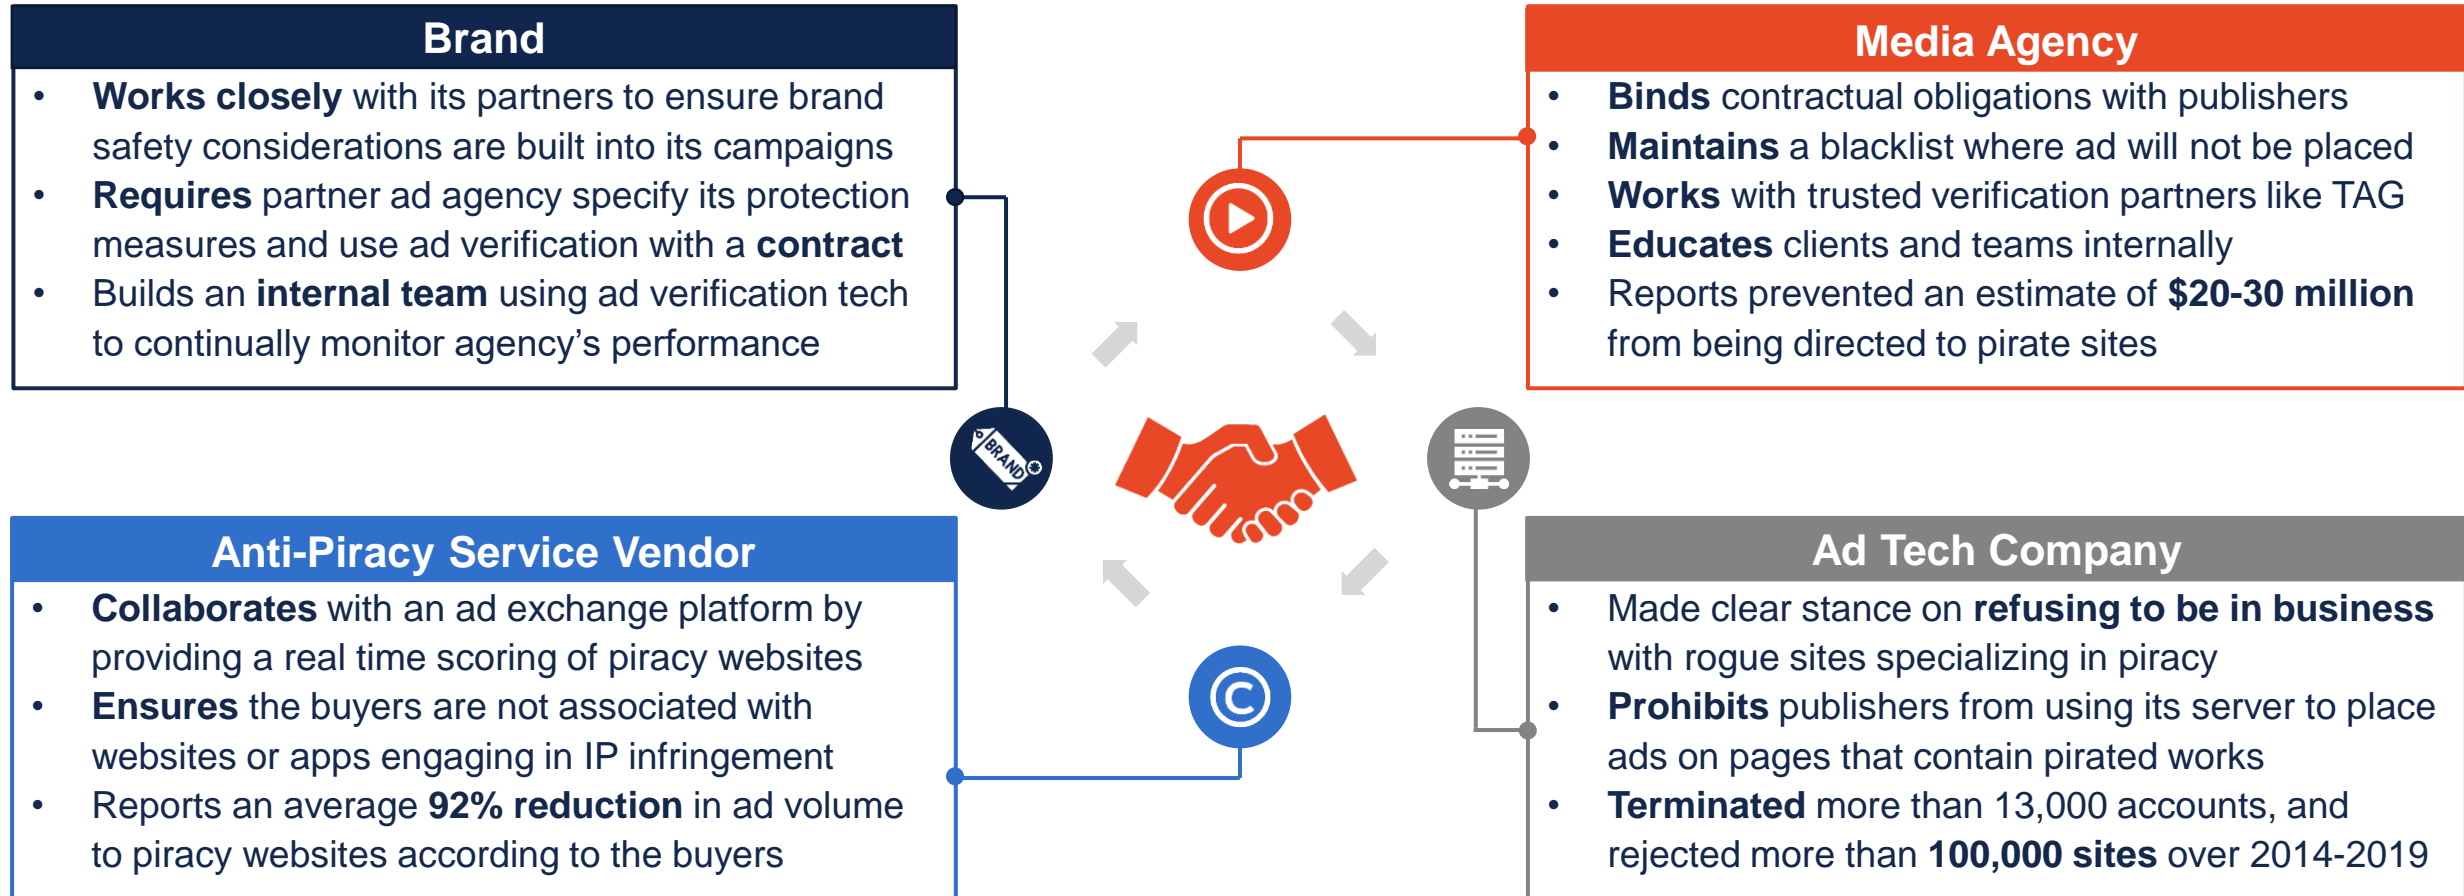 Brand
• Works closely with its partners to ensure brand
safety considerations are built into its campaigns
• Requires partner ad agency specify its protection
measures and use ad verification with a contract
• Builds an internal team using ad verification tech
to continually monitor agency’s performance
Media Agency
• Binds contractual obligations with publishers
• Maintains a blacklist where ad will not be placed
• Works with trusted verification partners like TAG
• Educates clients and teams internally
• Reports prevented an estimate of $20-30 million
from being directed to pirate sites
BRAND
©
Anti-Piracy Service Vendor
• Collaborates with an ad exchange platform by
providing a real time scoring of piracy websites
• Ensures the buyers are not associated with
websites or apps engaging in IP infringement
• Reports an average 92% reduction in ad volume
to piracy websites according to the buyers
Ad Tech Company
• Made clear stance on refusing to be in business
with rogue sites specializing in piracy
• Prohibits publishers from using its server to place
ads on pages that contain pirated works
• Terminated more than 13,000 accounts, and
rejected more than 100,000 sites over 2014-2019